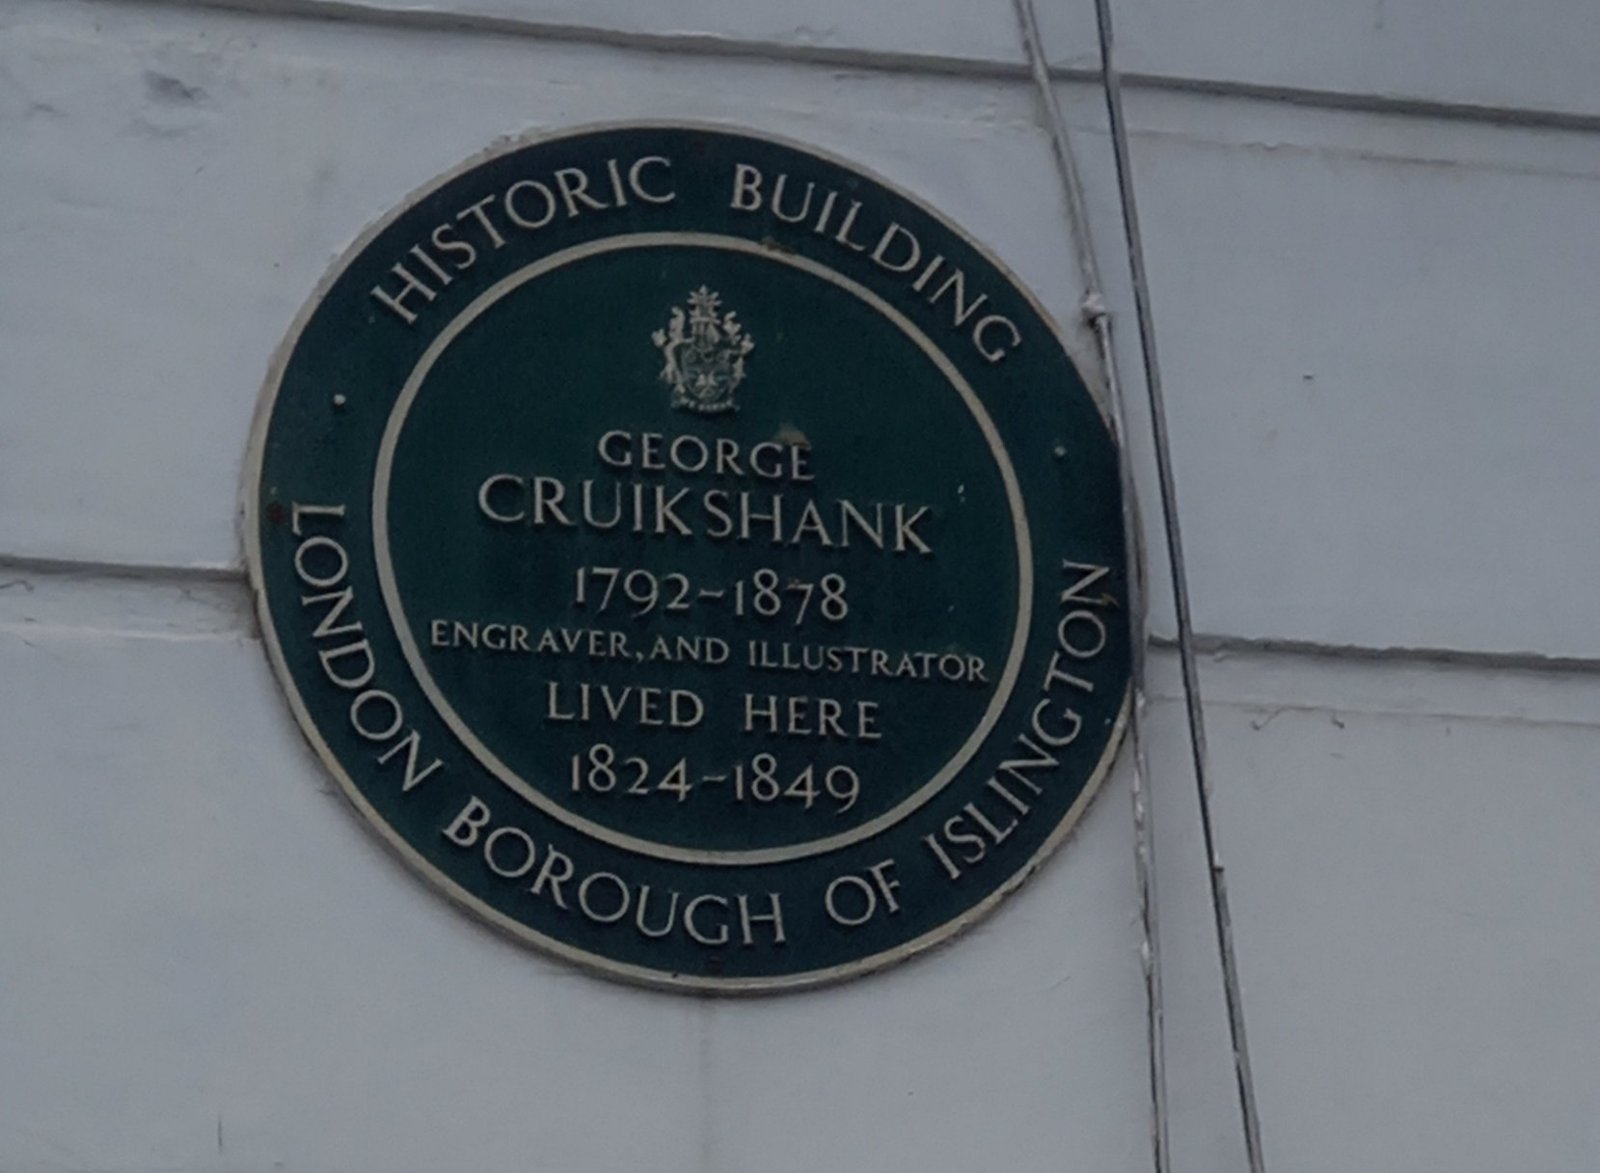 HISTORIC BUILDING
GEORGE
CRUIKSHANK
1792-1878
ENGRAVER, AND ILLUSTRATOR
LIVED HERE
1824-1849
LONDON BOROUGH OF ISLINGTON